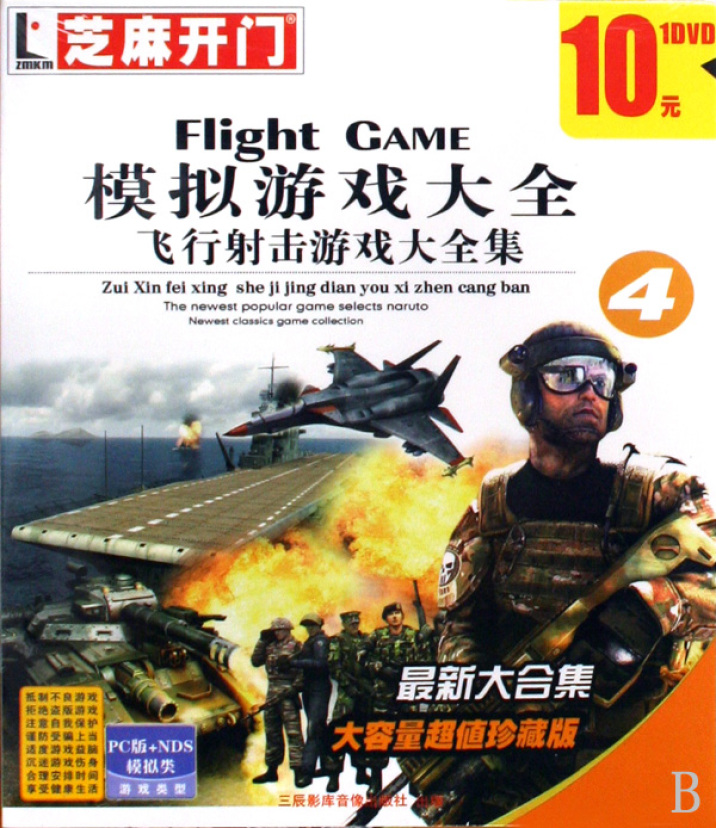 zmkm
芝麻开门®
10元
1DVD
Flight GAME
模拟游戏大全
飞行射击游戏大全集
Zui Xin fei xing she ji jing dian you xi zhen cang ban
The newest popular game selects naruto
Newest classics game collection
4
最新大合集
大容量超值珍藏版
抵制不良游戏
拒绝盗版游戏
注意自我保护
谨防受骗上当
适度游戏益脑
沉迷游戏伤身
合理安排时间
享受健康生活
PC版+NDS
模拟类
游戏类型
三辰影库音像出版社 出版
B